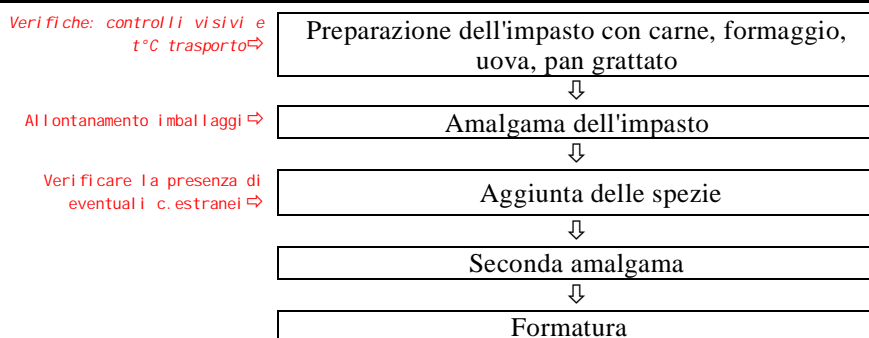 Verifiche: controlli visivi e
t°C trasporto⇨
Preparazione dell'impasto con carne, formaggio,
uova, pan grattato
⇩
Allontanamento imballaggi⇨
Amalgama dell'impasto
⇩
Verificare la presenza di
eventuali c.estranei⇨
Aggiunta delle spezie
⇩
Seconda amalgama
⇩
Formatura